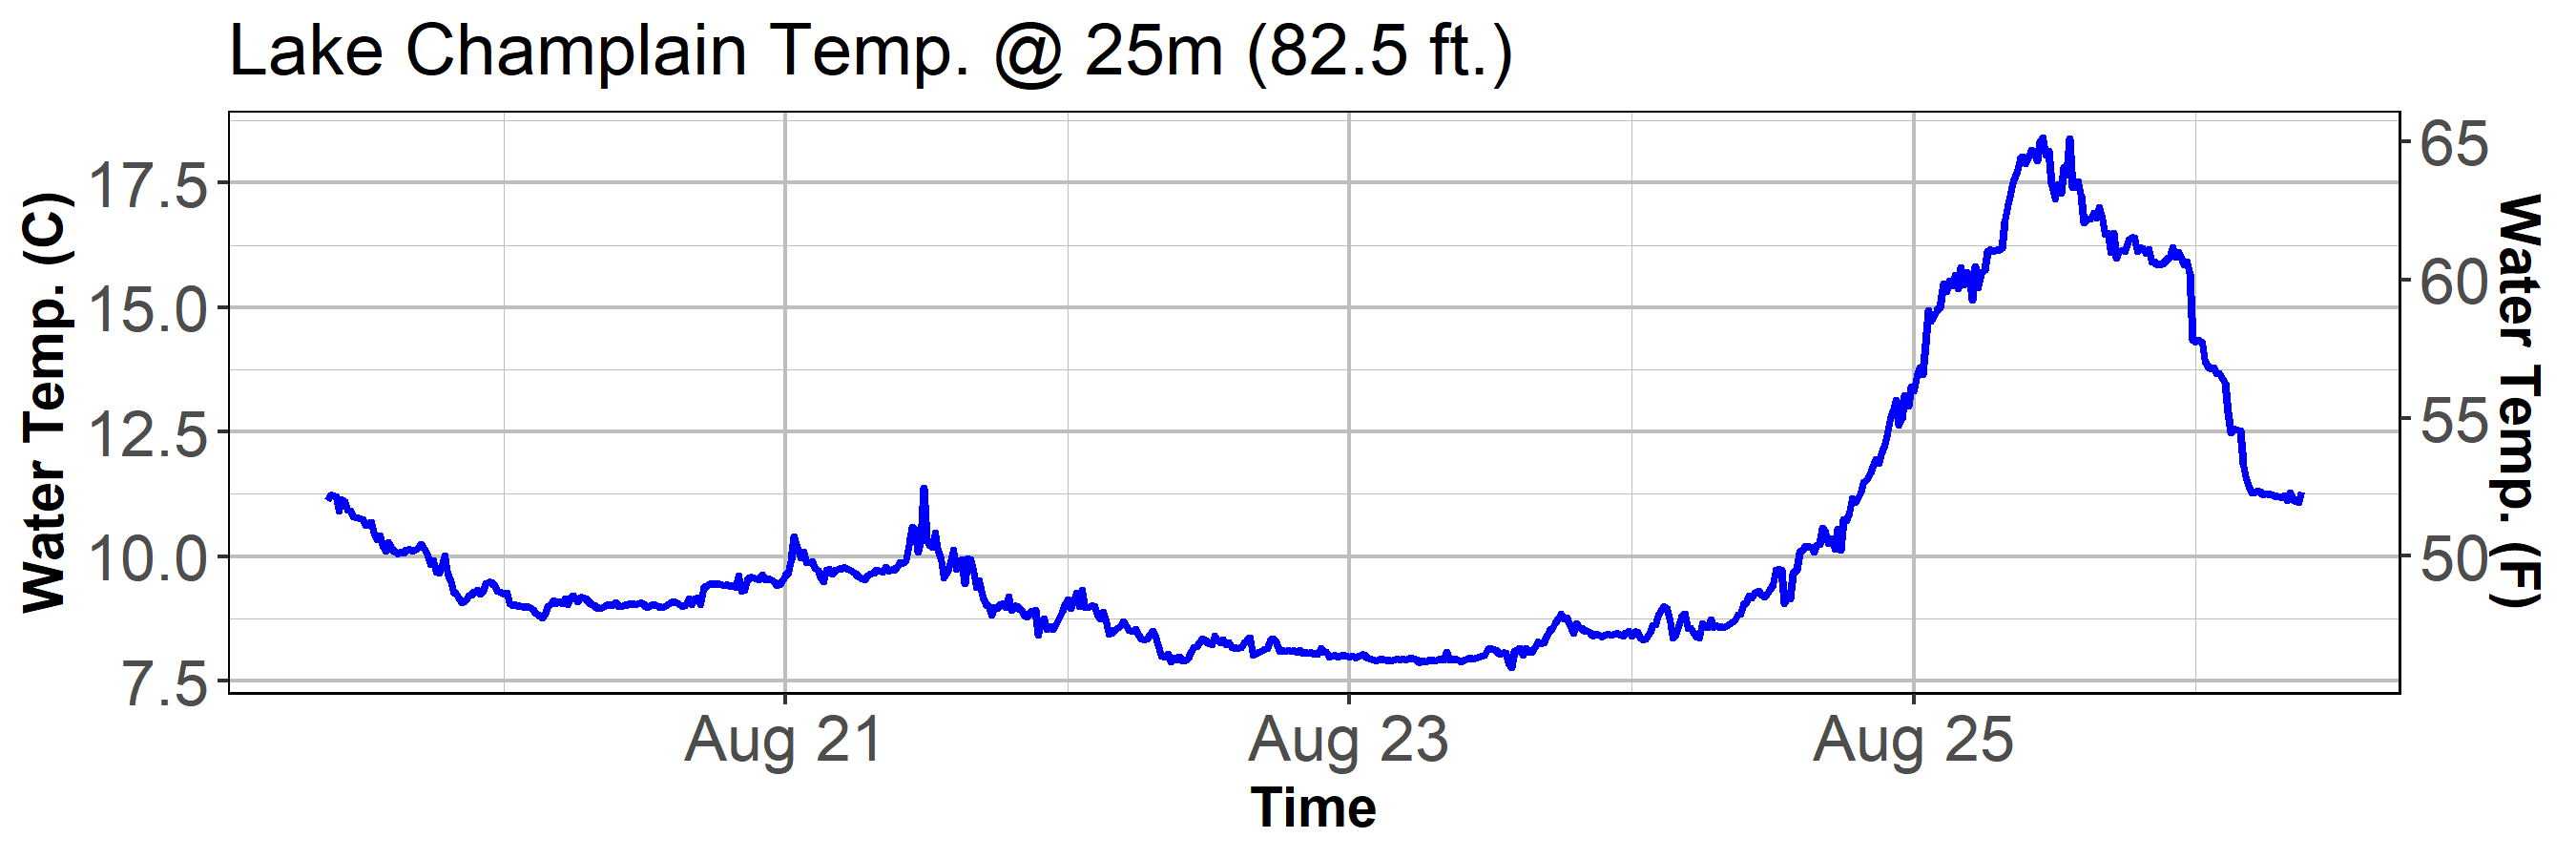 Lake Champlain Temp. @ 25m (82.5 ft.)
Water Temp. (C)
17.5
15.0
12.5
10.0
7.5
65
60
55
50
Water Temp. (F)
Aug 21
Aug 23
Aug 25
Time